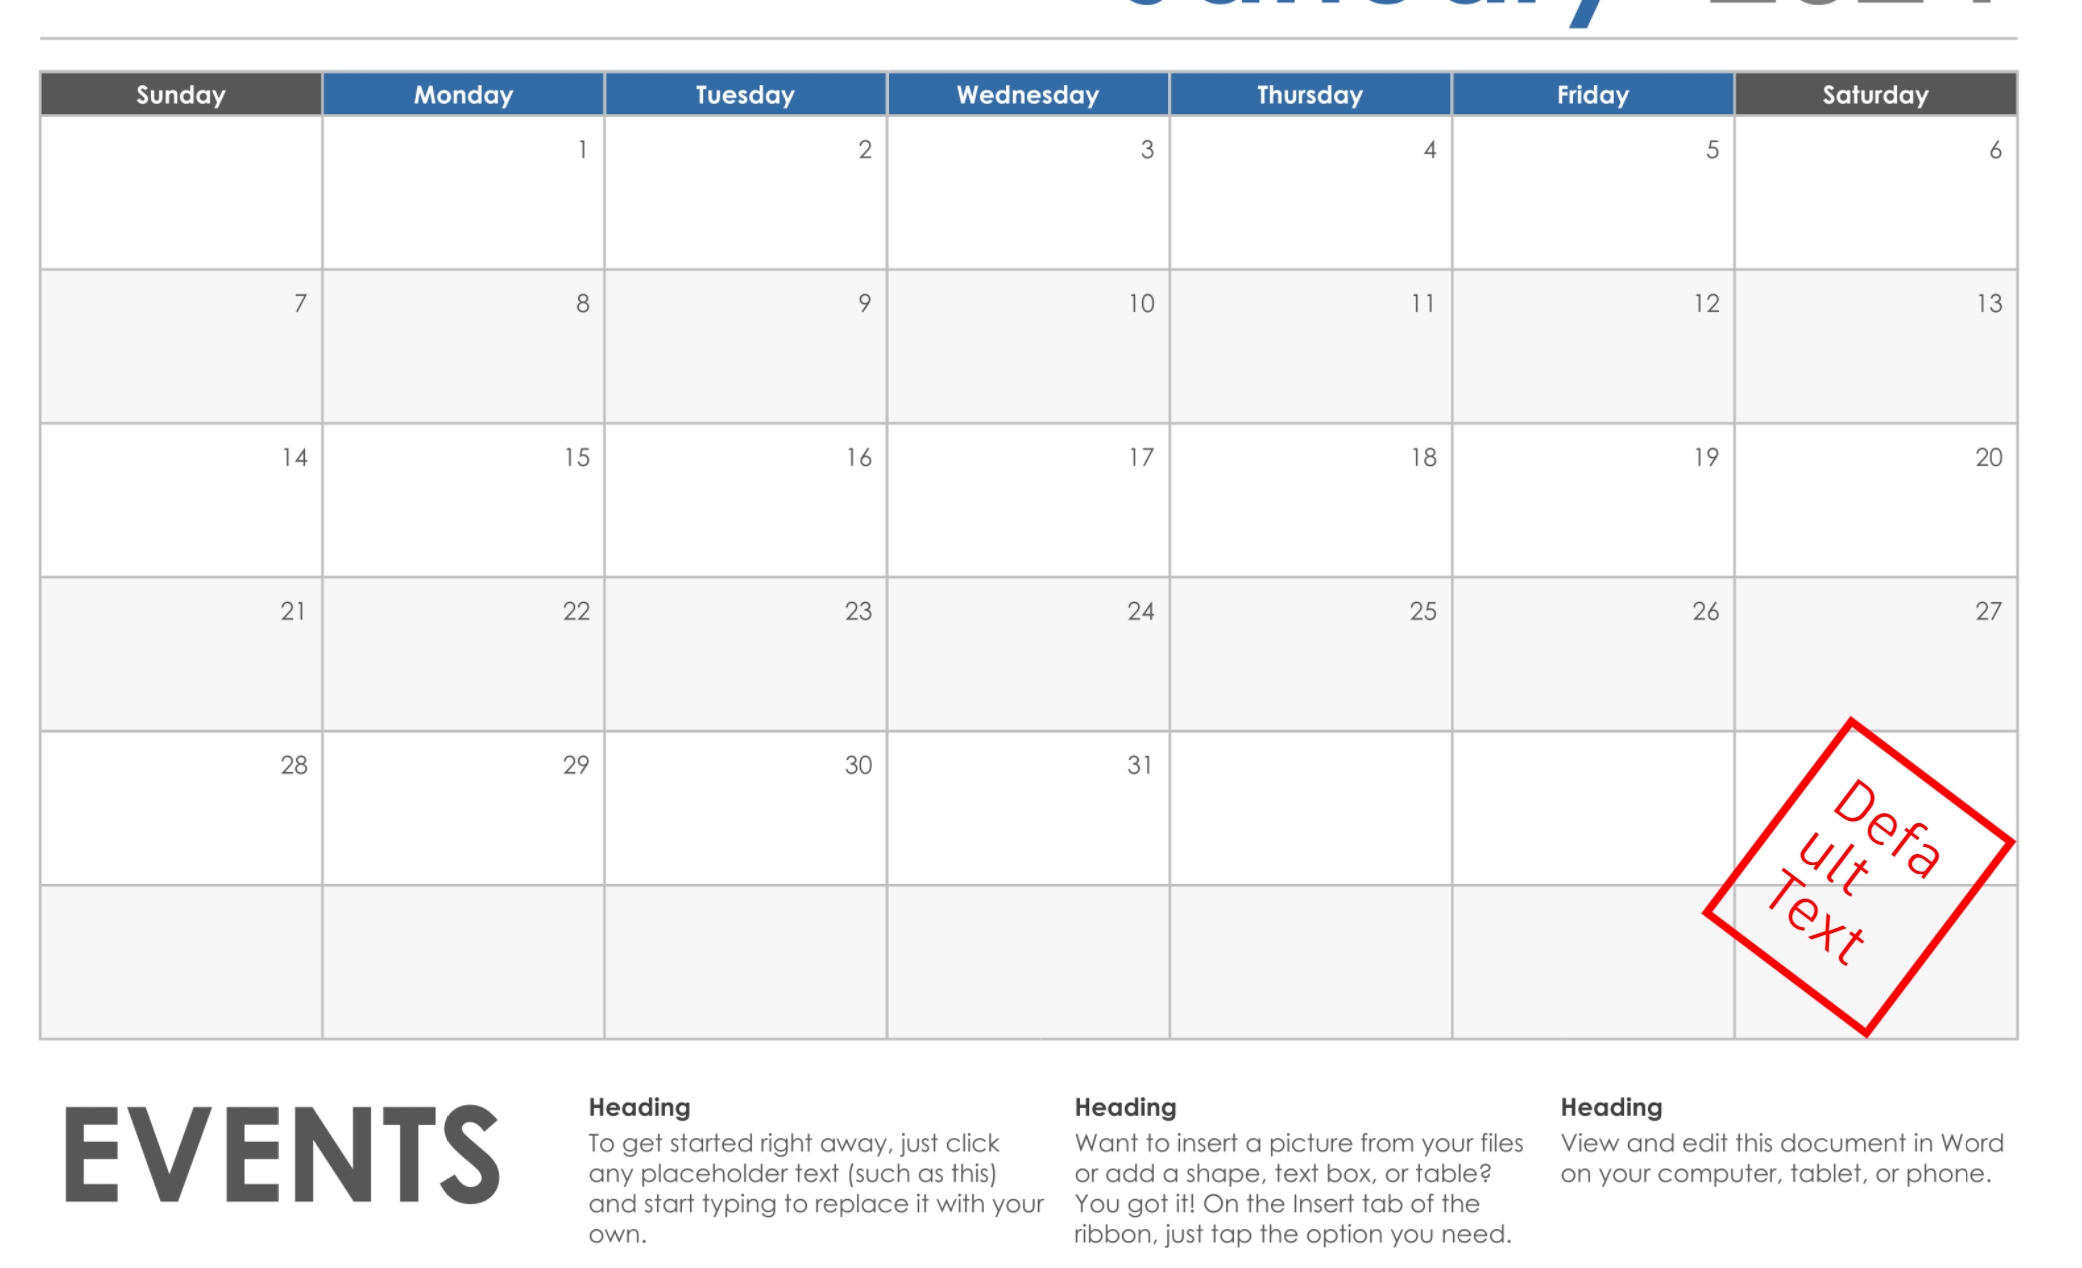 January 2024
Sunday Monday Tuesday Wednesday Thursday Friday Saturday
1 2 3 4 5 6
7 8 9 10 11 12 13
14 15 16 17 18 19 20
21 22 23 24 25 26 27
28 29 30 31
Defa
ult
Text
EVENTS
Heading
To get started right away, just click
any placeholder text (such as this)
and start typing to replace it with your
own.
Heading
Want to insert a picture from your files
or add a shape, text box, or table?
You got it! On the Insert tab of the
ribbon, just tap the option you need.
Heading
View and edit this document in Word
on your computer, tablet, or phone.